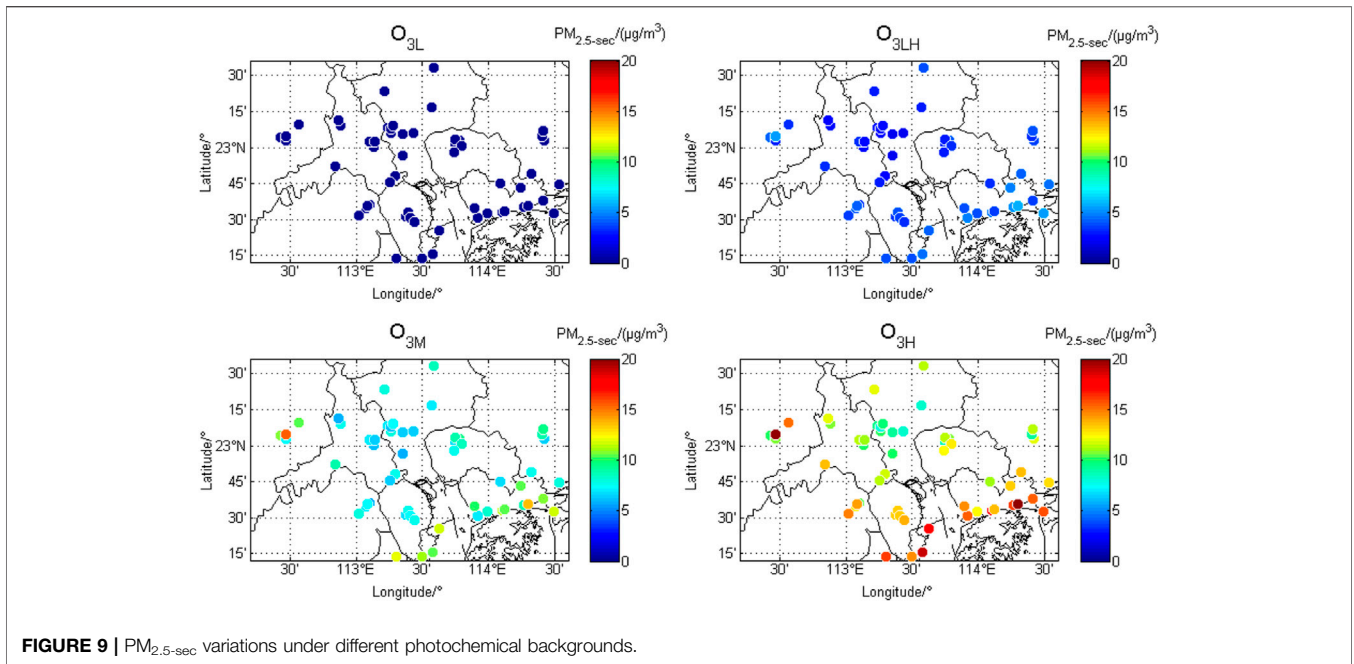 O3L
PM2.5-sec/(μg/m3)
30'
15'
23°N
45'
30'
15'
Latitude/°
30' 113°E 30' 114°E 30'
Longitude/°
20
15
10
5
0
O3LH
PM2.5-sec/(μg/m3)
30'
15'
23°N
45'
30'
15'
Latitude/°
30' 113°E 30' 114°E 30'
Longitude/°
20
15
10
5
0
O3M
PM2.5-sec/(μg/m3)
30'
15'
23°N
45'
30'
15'
Latitude/°
30' 113°E 30' 114°E 30'
Longitude/°
20
15
10
5
0
O3H
PM2.5-sec/(μg/m3)
30'
15'
23°N
45'
30'
15'
Latitude/°
30' 113°E 30' 114°E 30'
Longitude/°
20
15
10
5
0
FIGURE 9 | PM2.5-sec variations under different photochemical backgrounds.